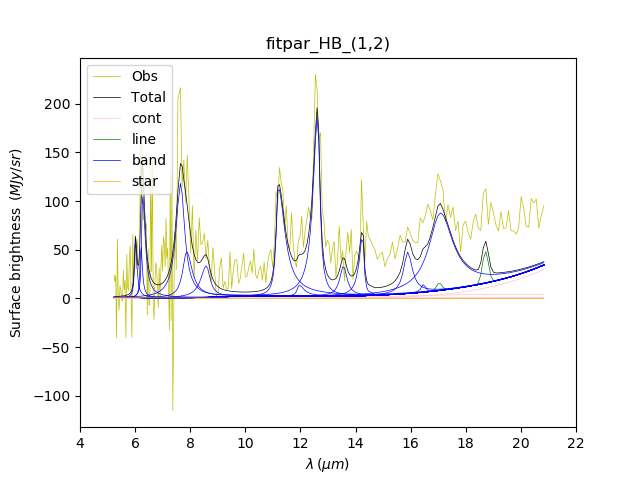 fitpar_HB_(1,2)
Obs
Total
cont
line
band
star
200
150
100
50
0
−50
−100
Surface brightness (MJy/sr)
4 6 8 10 12 14 16 18 20 22
λ (μm)